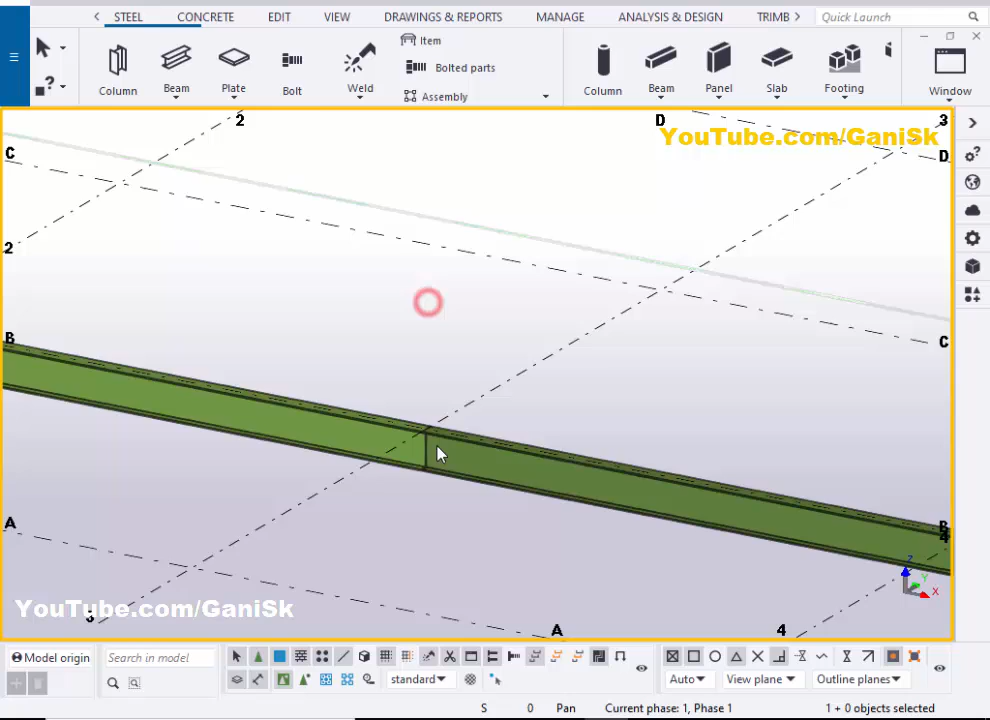 STEEL CONCRETE EDIT VIEW DRAWINGS & REPORTS MANAGE ANALYSIS & DESIGN TRIMB Quick Launch
Item
Bolted parts
Column Beam Plate Bolt Weld Assembly Column Beam Panel Slab Footing Window
2 D 3
YouTube.com/GaniSk
C D
2
B C
A B
4
Z
Y
X
YouTube.com/GaniSk
3 A 4
Model origin Search in model
standard Auto View plane Outline planes
S 0 Pan Current phase: 1, Phase 1 1 + 0 objects selected